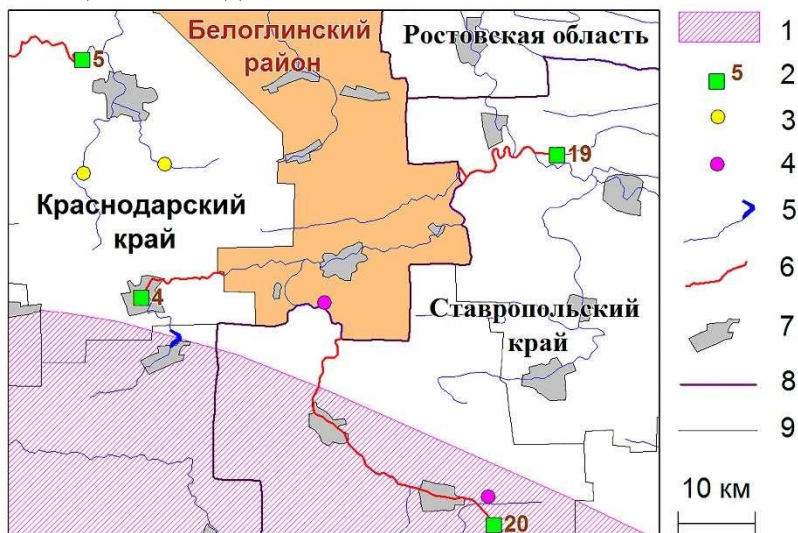 Белоглинский
район
Ростовская область
5
19
Краснодарский
край
4
Ставропольский
край
20
1
5
2
3
4
5
6
7
8
9
10 км